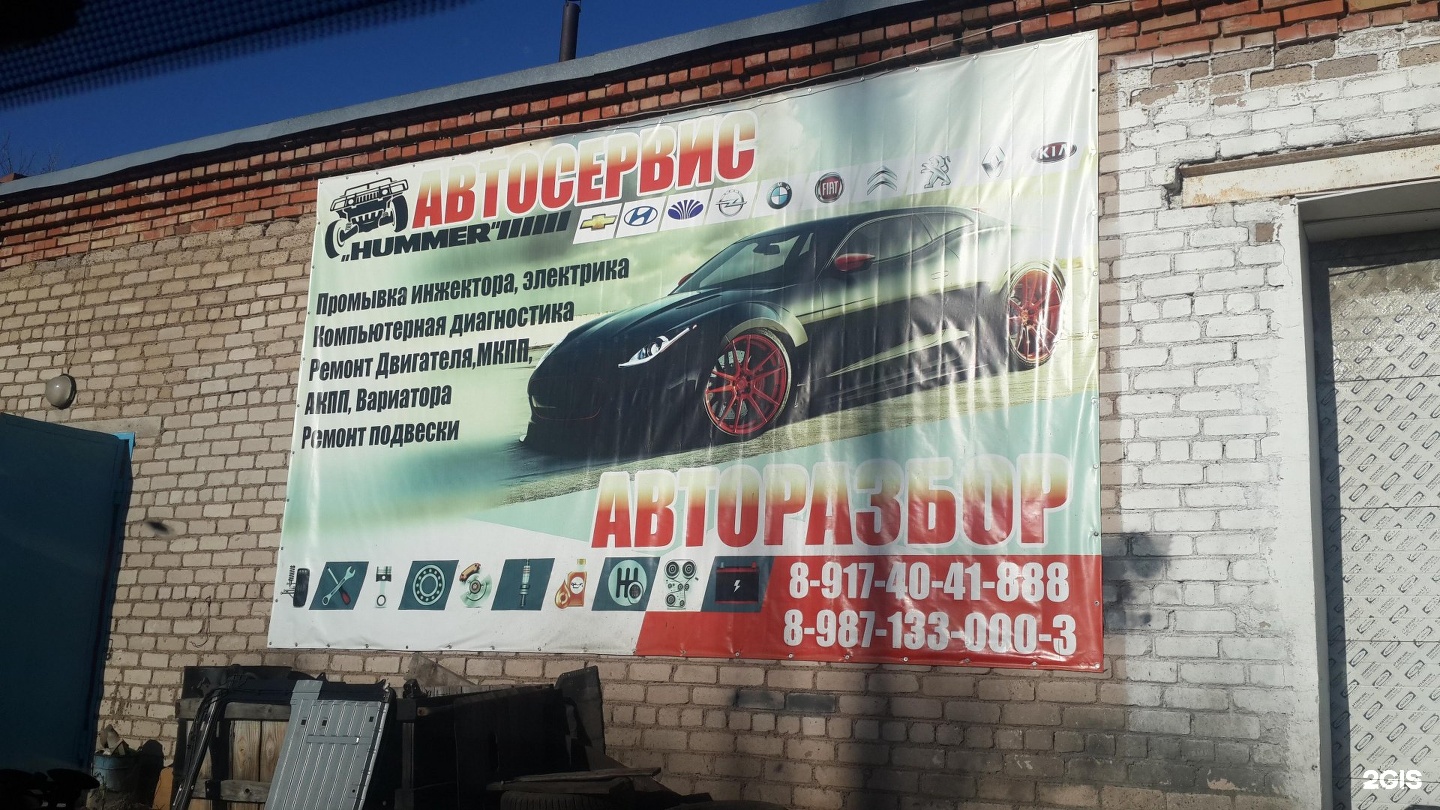 АВТОСЕРВИС
„HUMMER"
FIAT
KIA
Промывка инжектора, электрика
Компьютерная диагностика
Ремонт Двигателя,МКПП,
АКПП, Вариатора
Ремонт подвески
АВТОРАЗБОР
8-917-40-41-888
8-987-133-000-3
2GIS